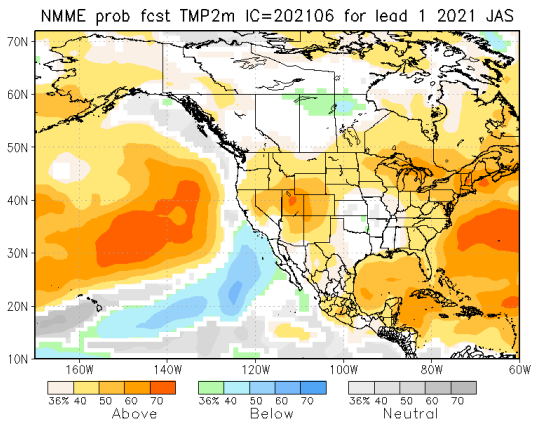 NMME prob fcst TMP2m IC=202106 for lead 1 2021 JAS
70N
60N
50N
40N
30N
20N
10N
160W 140W 120W 100W 80W 60W
36% 40 50 60 70 36% 40 50 60 70 36% 40 50 60 70
Above Below Neutral